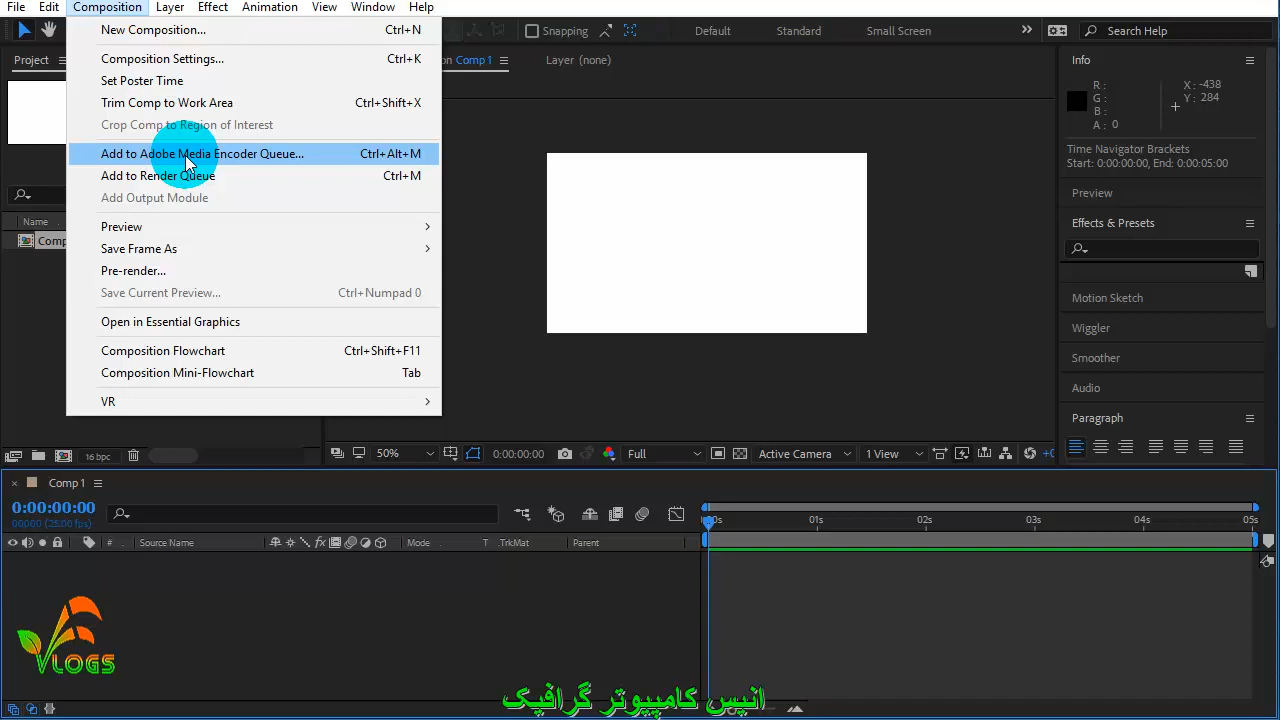 File Edit Composition Layer Effect Animation View Window Help
New Composition... Ctrl+N
Composition Settings... Ctrl+K
Set Poster Time
Trim Comp to Work Area Ctrl+Shift+X
Crop Comp to Region of Interest
Add to Adobe Media Encoder Queue... Ctrl+Alt+M
Add to Render Queue Ctrl+M
Add Output Module
Preview
Save Frame As
Pre-render...
Save Current Preview... Ctrl+Numpad 0
Open in Essential Graphics
Composition Flowchart Ctrl+Shift+F11
Composition Mini-Flowchart Tab
VR
Snapping Default Standard Small Screen Search Help
Project
Name
Comp
16 bpc
Comp 1 Layer (none)
50% 0:00:00:00 Full Active Camera 1 View +0
Info
R: X: -438
G: Y: 284
B:
A: 0
Time Navigator Brackets
Start: 0:00:00:00, End: 0:00:05:00
Preview
Effects & Presets
Motion Sketch
Wiggler
Smoother
Audio
Paragraph
Comp 1
0:00:00:00
00000 (25.00 fps)
0s 01s 02s 03s 04s 05s
# Source Name Mode T .TrkMat Parent
VLOGS
انیس کامپیوٹر گرافیک